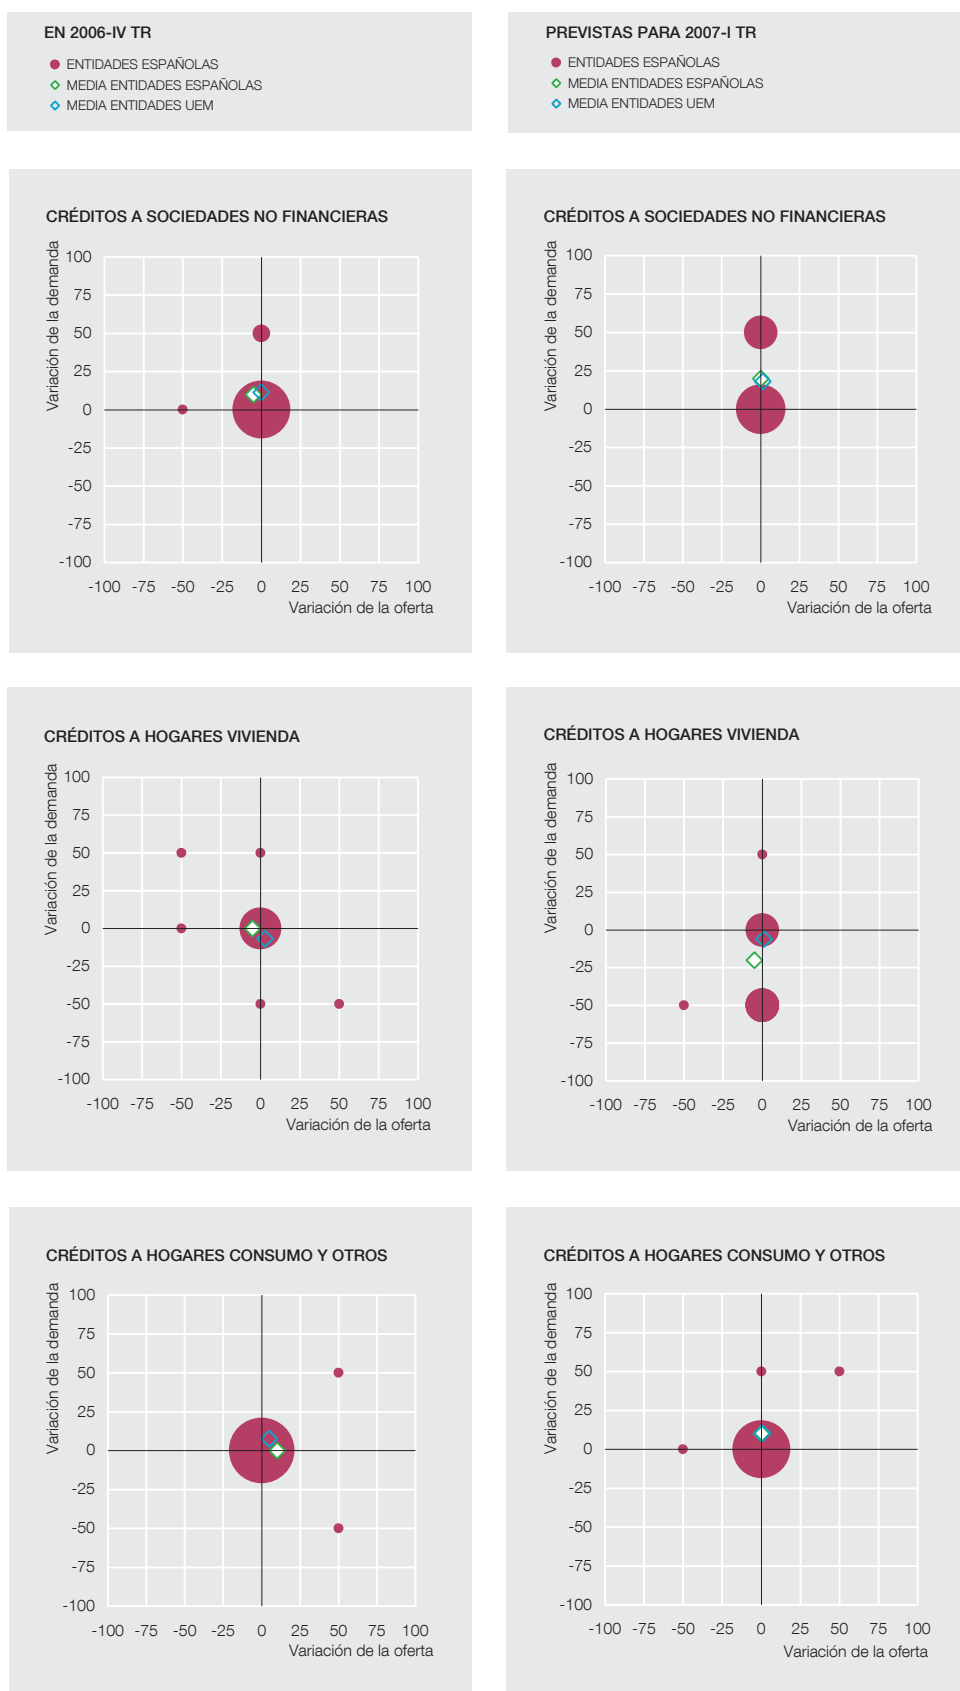 EN 2006-IV TR
ENTIDADES ESPAÑOLAS
MEDIA ENTIDADES ESPAÑOLAS
MEDIA ENTIDADES UEM
PREVISTAS PARA 2007-I TR
ENTIDADES ESPAÑOLAS
MEDIA ENTIDADES ESPAÑOLAS
MEDIA ENTIDADES UEM
CRÉDITOS A SOCIEDADES NO FINANCIERAS
Variación de la demanda
100
75
50
25
0
-25
-50
-75
-100
-100 -75 -50 -25 0 25 50 75 100
Variación de la oferta
CRÉDITOS A SOCIEDADES NO FINANCIERAS
Variación de la demanda
100
75
50
25
0
-25
-50
-75
-100
-100 -75 -50 -25 0 25 50 75 100
Variación de la oferta
CRÉDITOS A HOGARES VIVIENDA
Variación de la demanda
100
75
50
25
0
-25
-50
-75
-100
-100 -75 -50 -25 0 25 50 75 100
Variación de la oferta
CRÉDITOS A HOGARES VIVIENDA
Variación de la demanda
100
75
50
25
0
-25
-50
-75
-100
-100 -75 -50 -25 0 25 50 75 100
Variación de la oferta
CRÉDITOS A HOGARES CONSUMO Y OTROS
Variación de la demanda
100
75
50
25
0
-25
-50
-75
-100
-100 -75 -50 -25 0 25 50 75 100
Variación de la oferta
CRÉDITOS A HOGARES CONSUMO Y OTROS
Variación de la demanda
100
75
50
25
0
-25
-50
-75
-100
-100 -75 -50 -25 0 25 50 75 100
Variación de la oferta